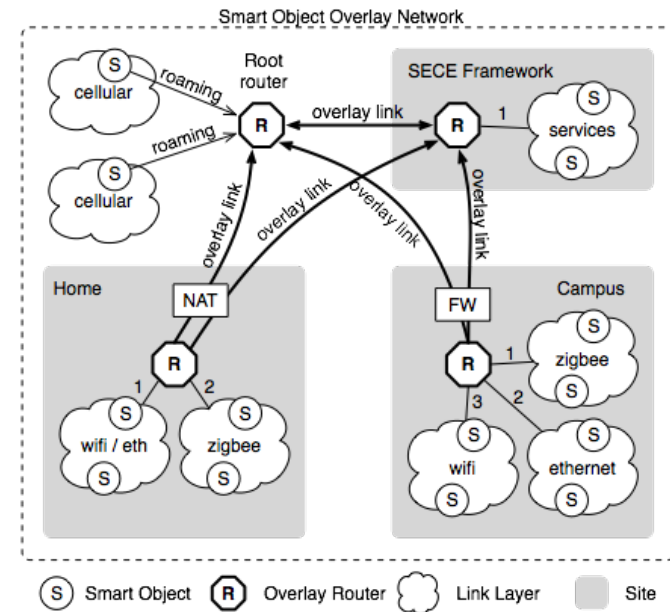 Smart Object Overlay Network
S
cellular
roaming
Root
router
R
overlay link
SECE Framework
R
1
S
services
S
roaming
S
cellular
overlay link
overlay link
overlay link
overlay link
Home
NAT
R
1
2
S
wifi / eth
S
S
zigbee
S
FW
Campus
R
1
2
3
S
zigbee
S
S
wifi
S
S
ethernet
S
S
Smart Object
R
Overlay Router
Link Layer
Site